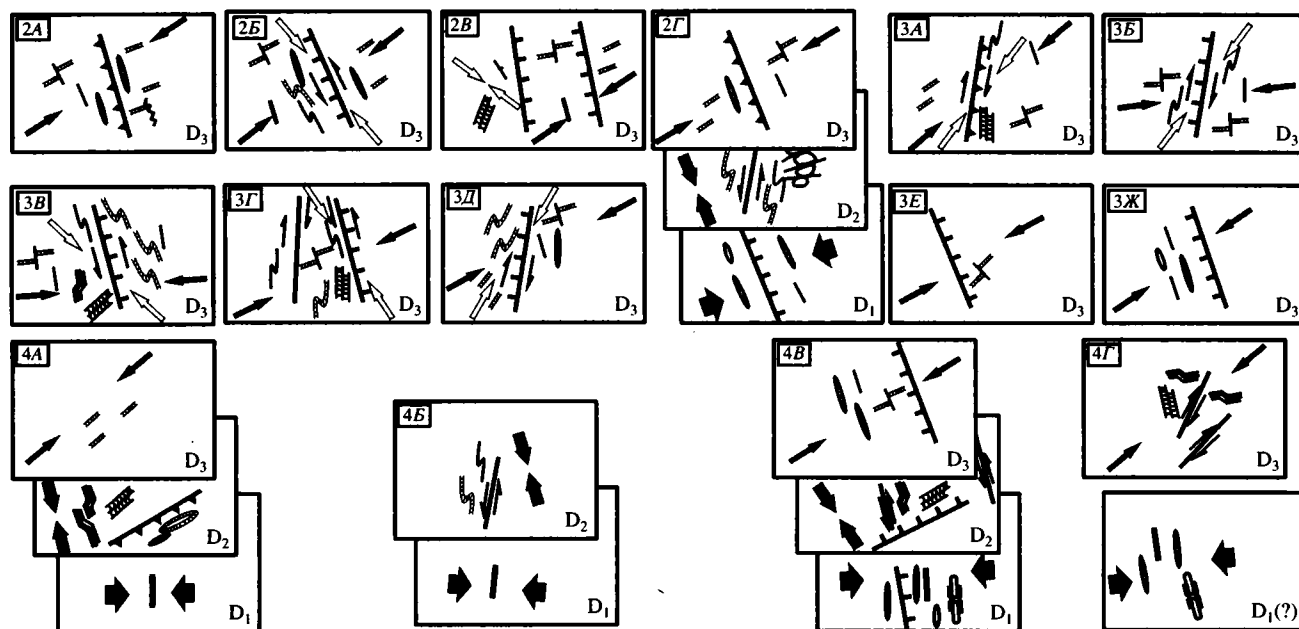 2А
D₃
2Б
D₃
2В
D₃
2Г
D₃
D₂
D₁
3А
D₃
3Б
D₃
3В
D₃
3Г
D₃
3Д
D₃
3Е
D₃
3Ж
D₃
4А
D₃
D₂
D₁
4Б
D₂
D₁
4В
D₃
D₂
D₁
4Г
D₃
D₁(?)